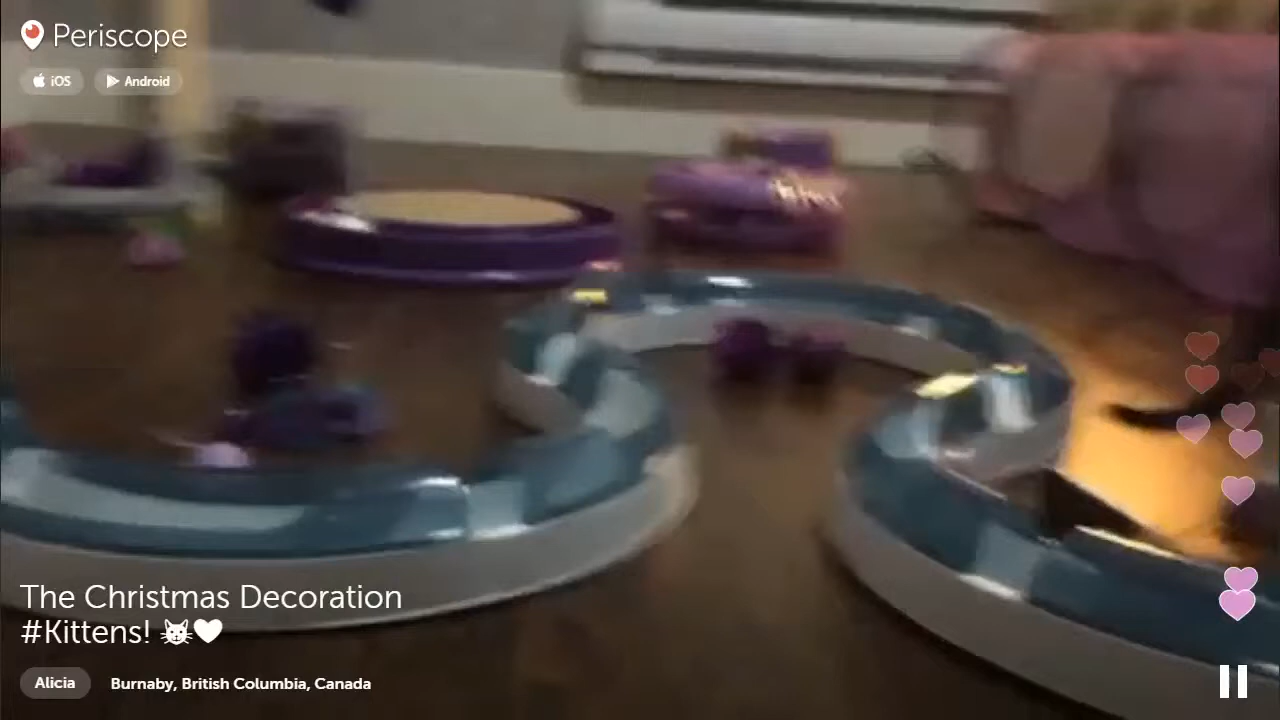 Periscope
iOS
Android
The Christmas Decoration
#Kittens! 😺🤍
Alicia
Burnaby, British Columbia, Canada